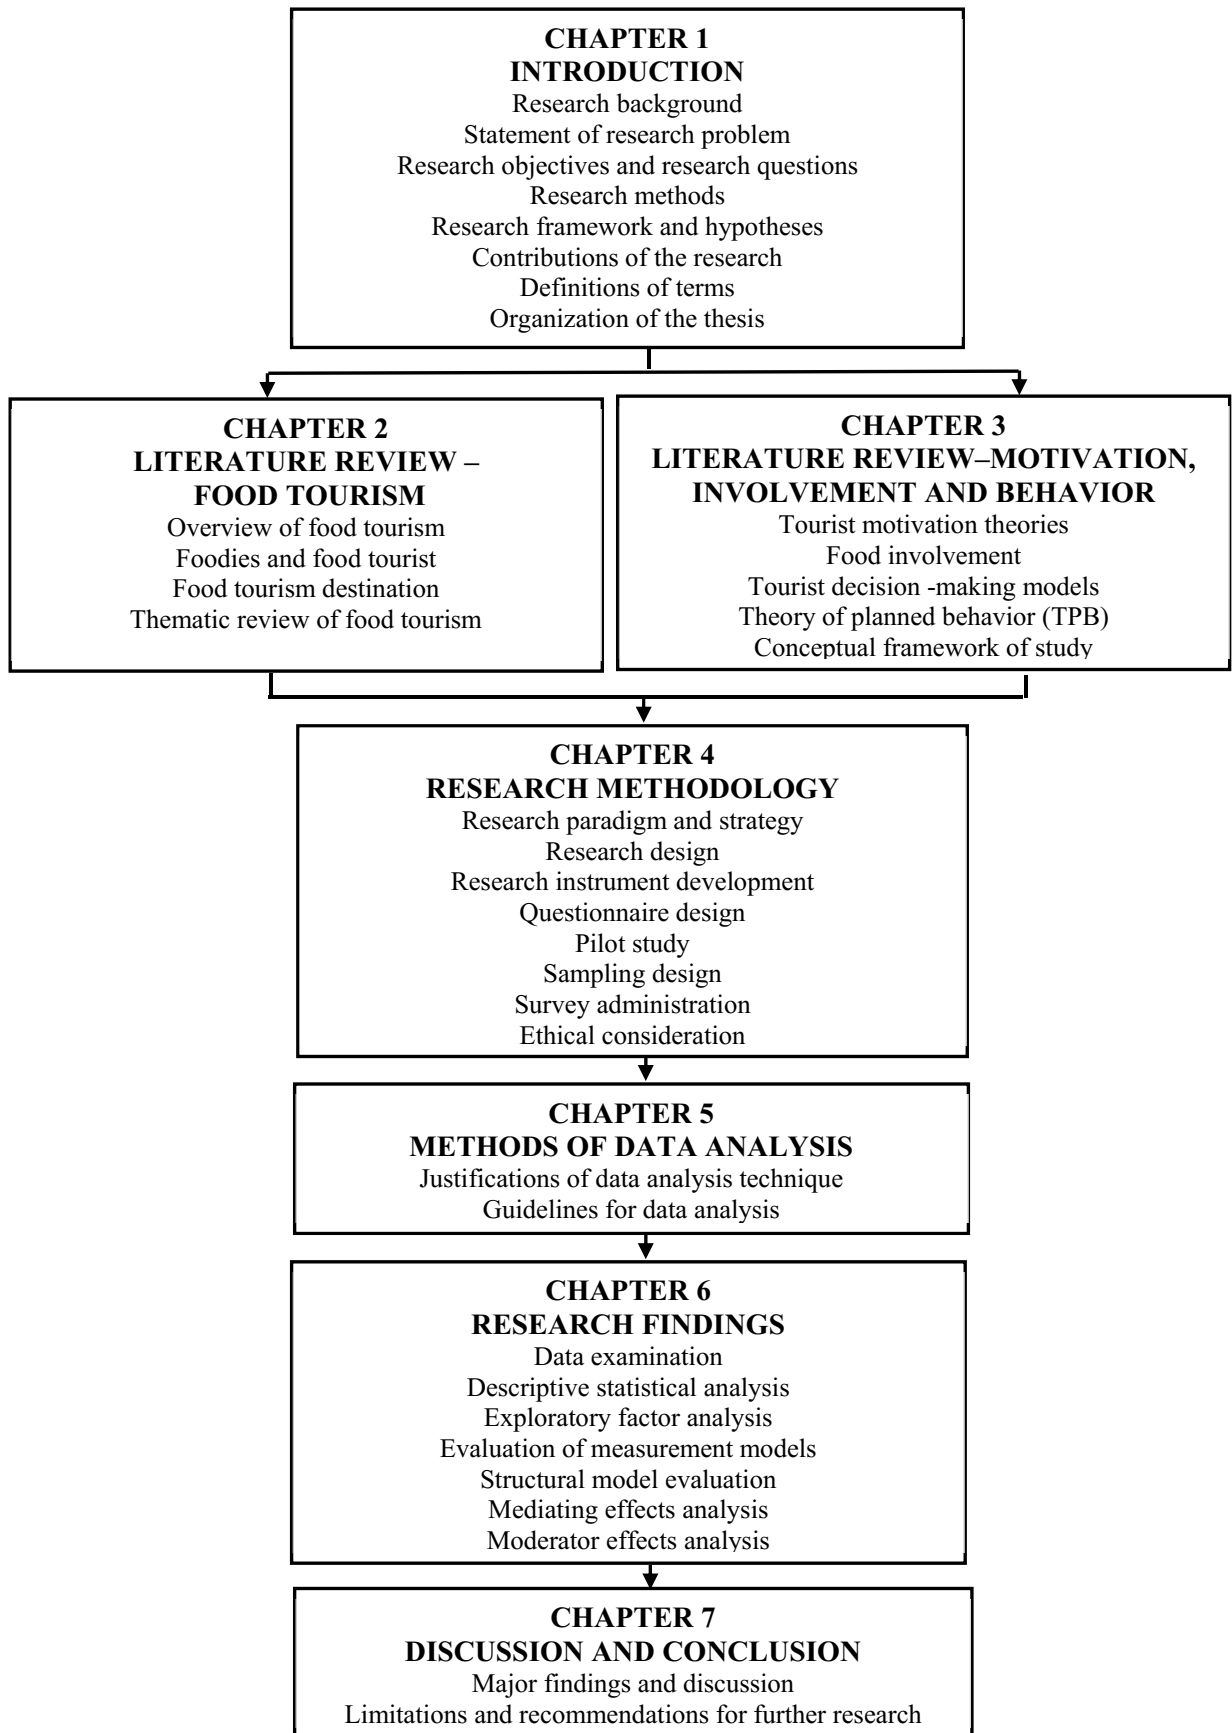 CHAPTER 1
INTRODUCTION
Research background
Statement of research problem
Research objectives and research questions
Research methods
Research framework and hypotheses
Contributions of the research
Definitions of terms
Organization of the thesis
CHAPTER 2
LITERATURE REVIEW –
FOOD TOURISM
Overview of food tourism
Foodies and food tourist
Food tourism destination
Thematic review of food tourism
CHAPTER 3
LITERATURE REVIEW–MOTIVATION,
INVOLVEMENT AND BEHAVIOR
Tourist motivation theories
Food involvement
Tourist decision -making models
Theory of planned behavior (TPB)
Conceptual framework of study
CHAPTER 4
RESEARCH METHODOLOGY
Research paradigm and strategy
Research design
Research instrument development
Questionnaire design
Pilot study
Sampling design
Survey administration
Ethical consideration
CHAPTER 5
METHODS OF DATA ANALYSIS
Justifications of data analysis technique
Guidelines for data analysis
CHAPTER 6
RESEARCH FINDINGS
Data examination
Descriptive statistical analysis
Exploratory factor analysis
Evaluation of measurement models
Structural model evaluation
Mediating effects analysis
Moderator effects analysis
CHAPTER 7
DISCUSSION AND CONCLUSION
Major findings and discussion
Limitations and recommendations for further research